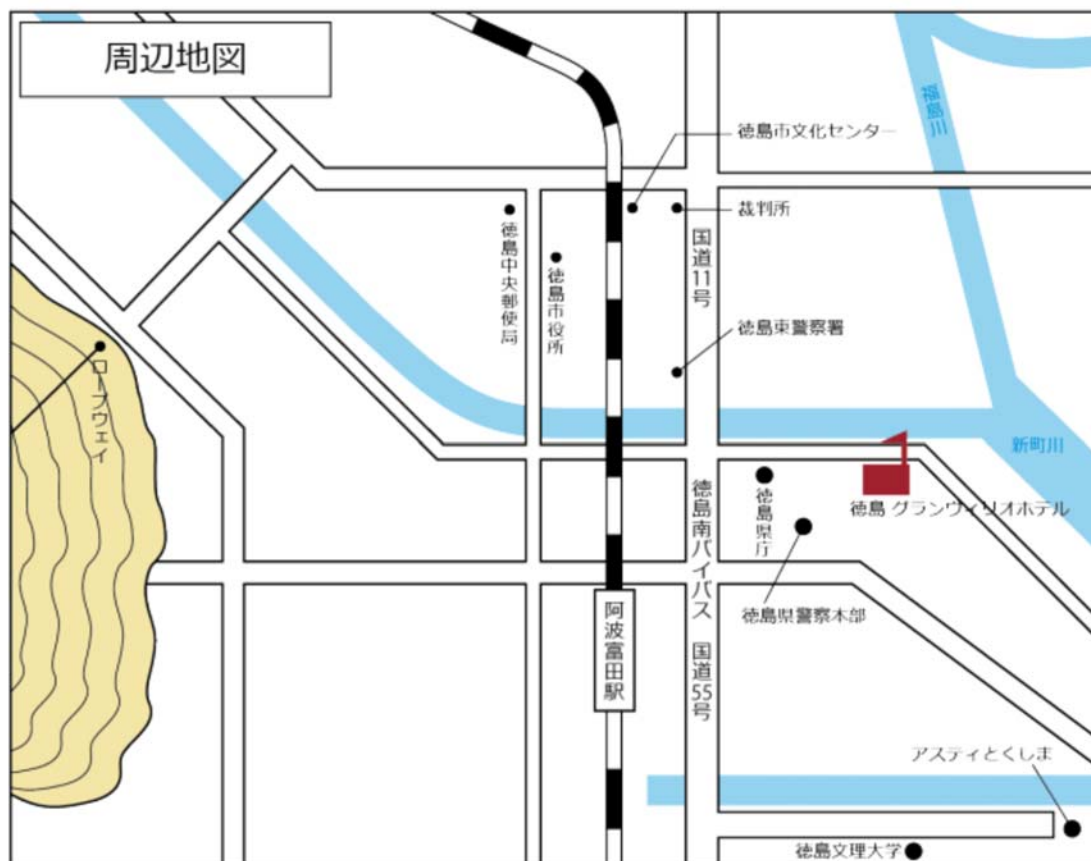 周辺地図
福島川
徳島市文化センター
裁判所
国道11号
徳島中央郵便局
徳島市役所
徳島東警察署
ロープウェイ
新町川
徳島 グランヴィリオホテル
徳島県庁
徳島南バイパス 国道55号
徳島県警察本部
阿波富田駅
アスティとくしま
徳島文理大学